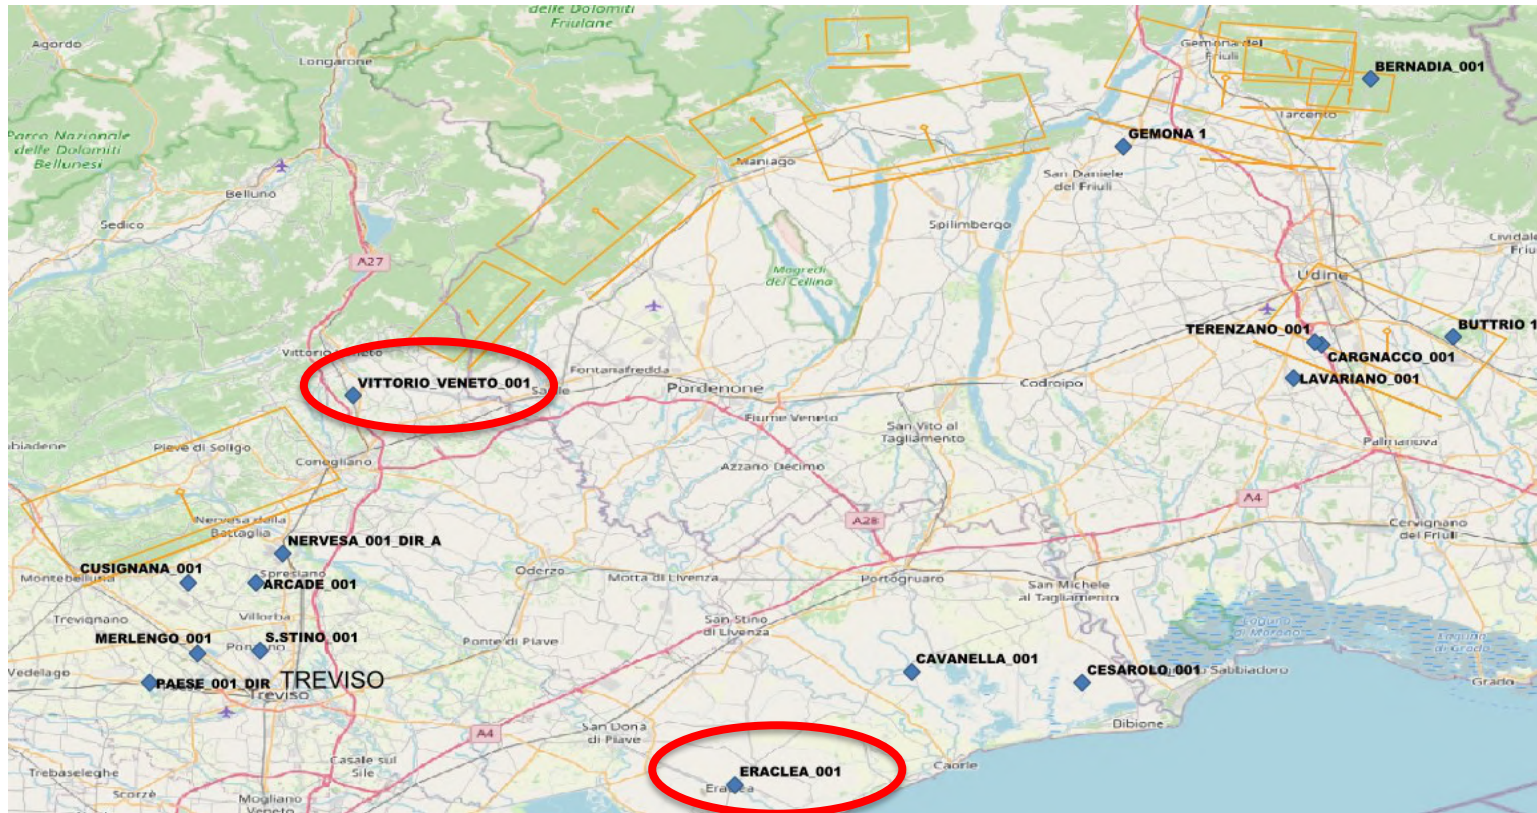 delle Dolomiti
Friulane
Agordo
Longarone
Gemona del
Friuli
BERNADIA_001
Tarcento
Parco Nazionale
delle Dolomiti
Bellunesi
GEMONA 1
Maniago
San Daniele
del Friuli
Belluno
Sedico
Spilimbergo
Cividale
Friu
A27
Magredi
del Cellina
Udine
TERENZANO_001
BUTTRIO 1
CARGNACCO_001
Vittorio Veneto
VITTORIO_VENETO_001
Fontanafredda
Sacile
Pordenone
Codroipo
LAVARIANO_001
Fiume Veneto
San Vito al
Tagliamento
Palmanova
biadene
Pieve di Soligo
Conegliano
Azzano Decimo
A4
A28
Nervesa della
Battaglia
Cervignano
del Friuli
NERVESA_001_DIR_A
CUSIGNANA_001
Montebelluna
Spresiano
ARCADE_001
Oderzo
Motta di Livenza
Portogruaro
San Michele
al Tagliamento
Trevignano
Villorba
San Stino
di Livenza
Laguna
di Marano
Laguna
di Grado
MERLENGO_001
S.STINO_001
Ponte di Piave
CAVANELLA_001
CESAROLO_001
Sabbiadoro
Vedelago
PAESE_001_DIR
TREVISO
Treviso
Grado
San Donà
di Piave
Bibione
A4
Casale sul
Sile
ERACLEA_001
Eraclea
Caorle
Trebaseleghe
Scorzè
Mogliano
Veneto